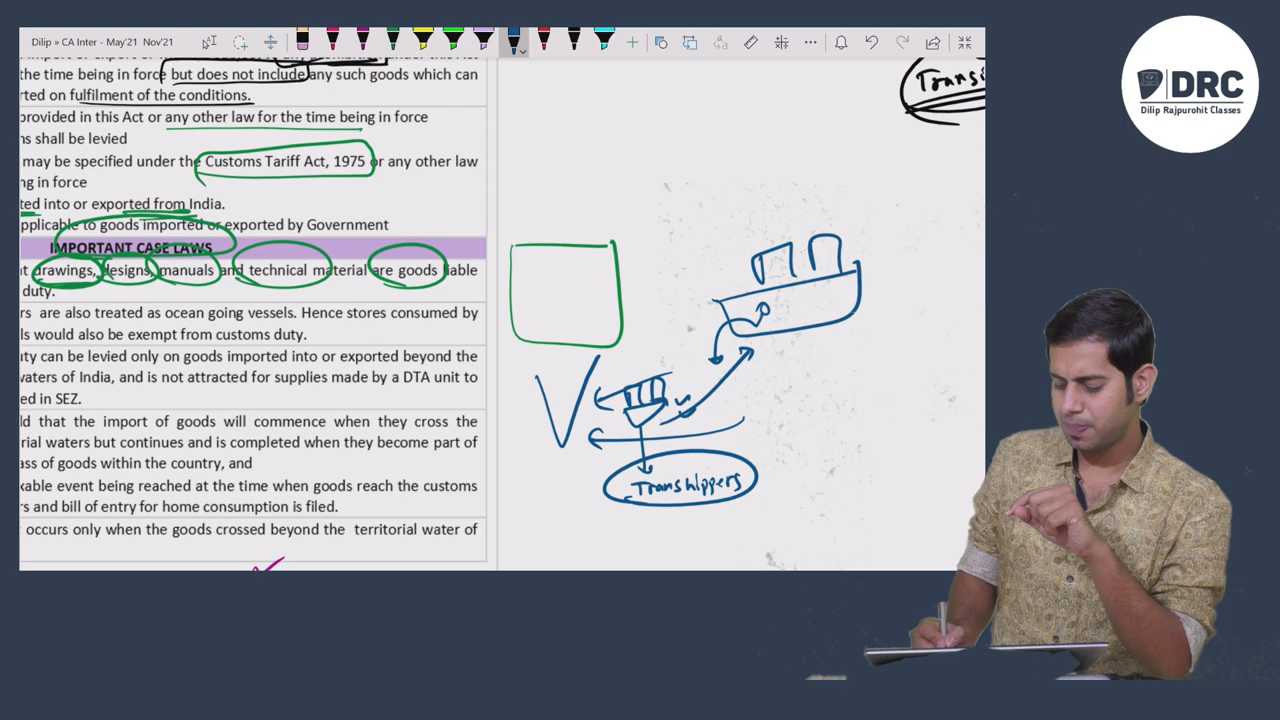 Dilip » CA Inter - May'21 Nov'21
the time being in force but does not include any such goods which can
rted on fulfilment of the conditions.
provided in this Act or any other law for the time being in force
ns shall be levied
may be specified under the Customs Tariff Act, 1975 or any other law
ng in force
ted into or exported from India.
pplicable to goods imported or exported by Government
IMPORTANT CASE LAWS
t drawings, designs, manuals and technical material are goods liable
duty.
rs are also treated as ocean going vessels. Hence stores consumed by
ls would also be exempt from customs duty.
uty can be levied only on goods imported into or exported beyond the
waters of India, and is not attracted for supplies made by a DTA unit to
ed in SEZ.
ld that the import of goods will commence when they cross the
rial waters but continues and is completed when they become part of
ass of goods within the country, and
xable event being reached at the time when goods reach the customs
rs and bill of entry for home consumption is filed.
occurs only when the goods crossed beyond the territorial water of
Transhippers
DRC
Dilip Rajpurohit Classes